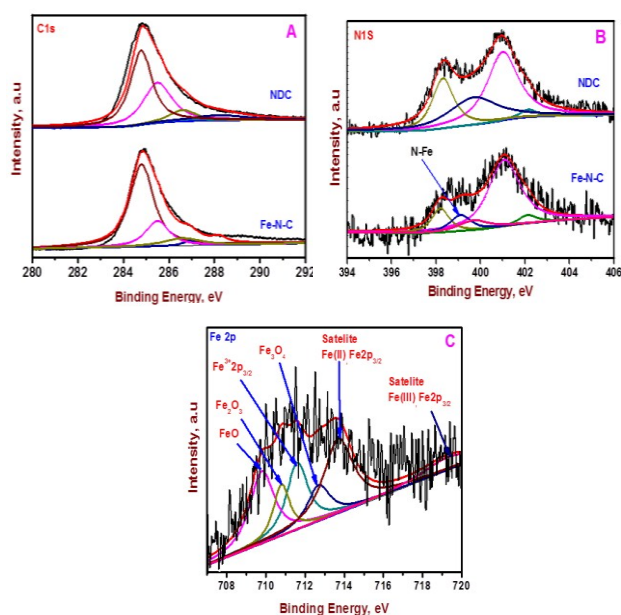 C1s
A
NDC
Fe-N-C
Intensity, a.u
280 282 284 286 288 290 292
Binding Energy, eV
N1S
B
NDC
N-Fe
Fe-N-C
Intensity, a.u
394 396 398 400 402 404 406
Binding Energy, eV
Fe 2p
C
Fe₃O₄
Satelite
Fe(II) Fe2p3/2
Fe³⁺2p3/2
Satelite
Fe(III) Fe2p3/2
Fe₂O₃
FeO
Intensity, a.u
708 710 711 712 714 716 718 720
Binding Energy, eV